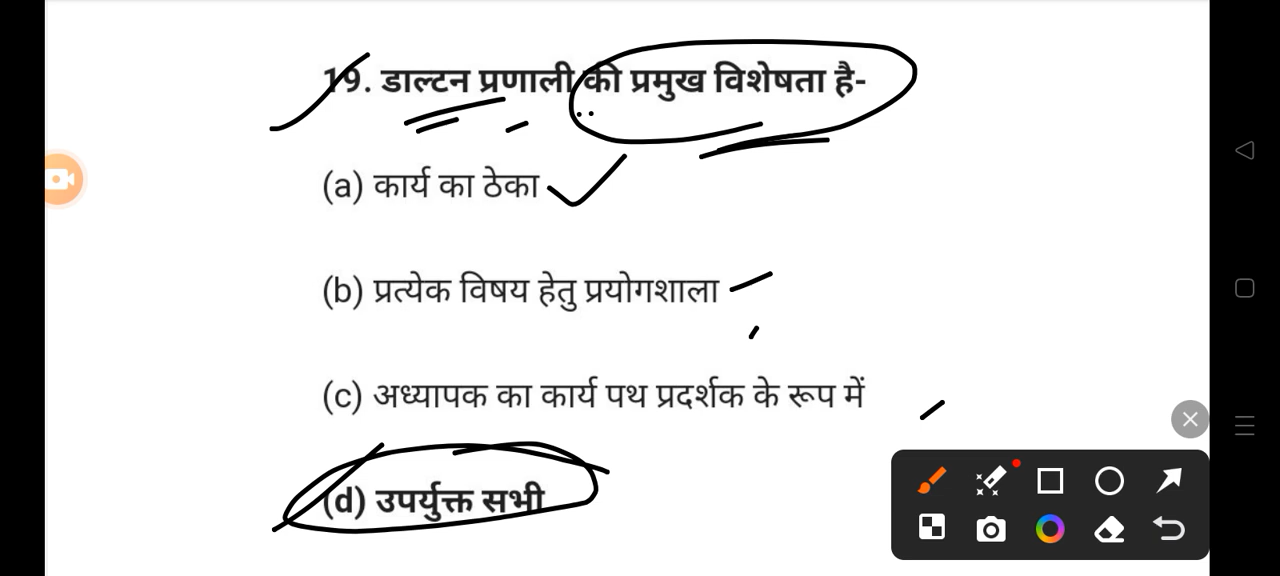 19. डाल्टन प्रणाली की प्रमुख विशेषता है-
(a) कार्य का ठेका
(b) प्रत्येक विषय हेतु प्रयोगशाला
(c) अध्यापक का कार्य पथ प्रदर्शक के रूप में
(d) उपर्युक्त सभी